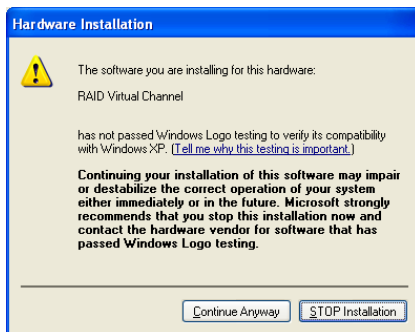 Hardware Installation
The software you are installing for this hardware:
RAID Virtual Channel
has not passed Windows Logo testing to verify its compatibility
with Windows XP. (Tell me why this testing is important.)
Continuing your installation of this software may impair
or destabilize the correct operation of your system
either immediately or in the future. Microsoft strongly
recommends that you stop this installation now and
contact the hardware vendor for software that has
passed Windows Logo testing.
Continue Anyway
STOP Installation